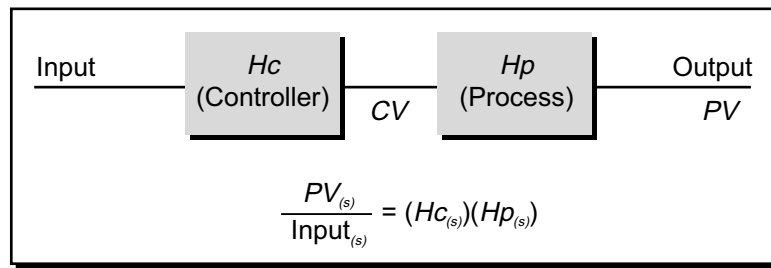 Input Hc Hp Output
(Controller) CV (Process) PV
PV(s)
Input(s) = (Hc(s))(Hp(s))